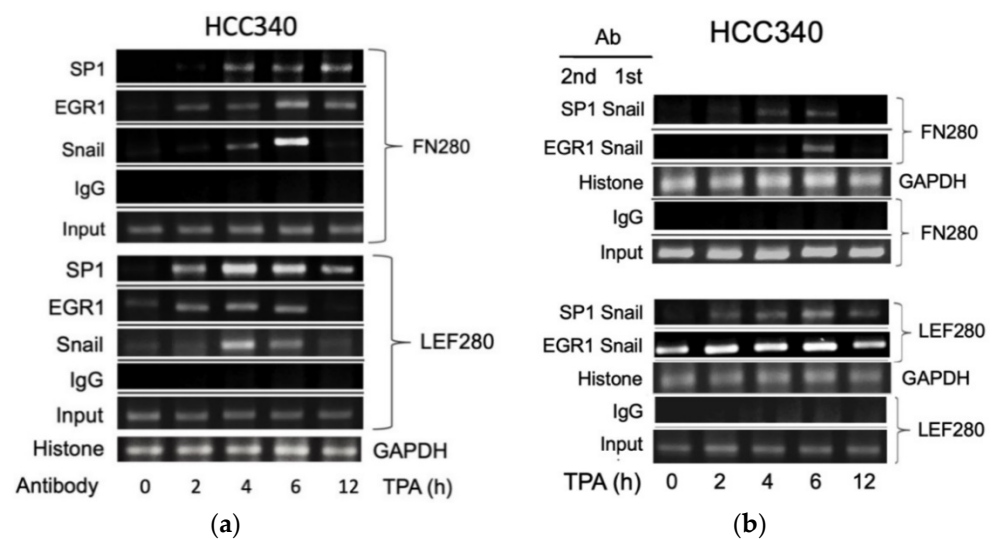 HCC340
SP1
EGR1
Snail
FN280
IgG
Input
SP1
EGR1
Snail
LEF280
IgG
Input
Histone GAPDH
Antibody 0 2 4 6 12 TPA (h)
(a)
Ab HCC340
2nd 1st
SP1 Snail
FN280
EGR1 Snail
Histone GAPDH
IgG
FN280
Input
SP1 Snail
LEF280
EGR1 Snail
Histone GAPDH
IgG
LEF280
Input
TPA (h) 0 2 4 6 12
(b)